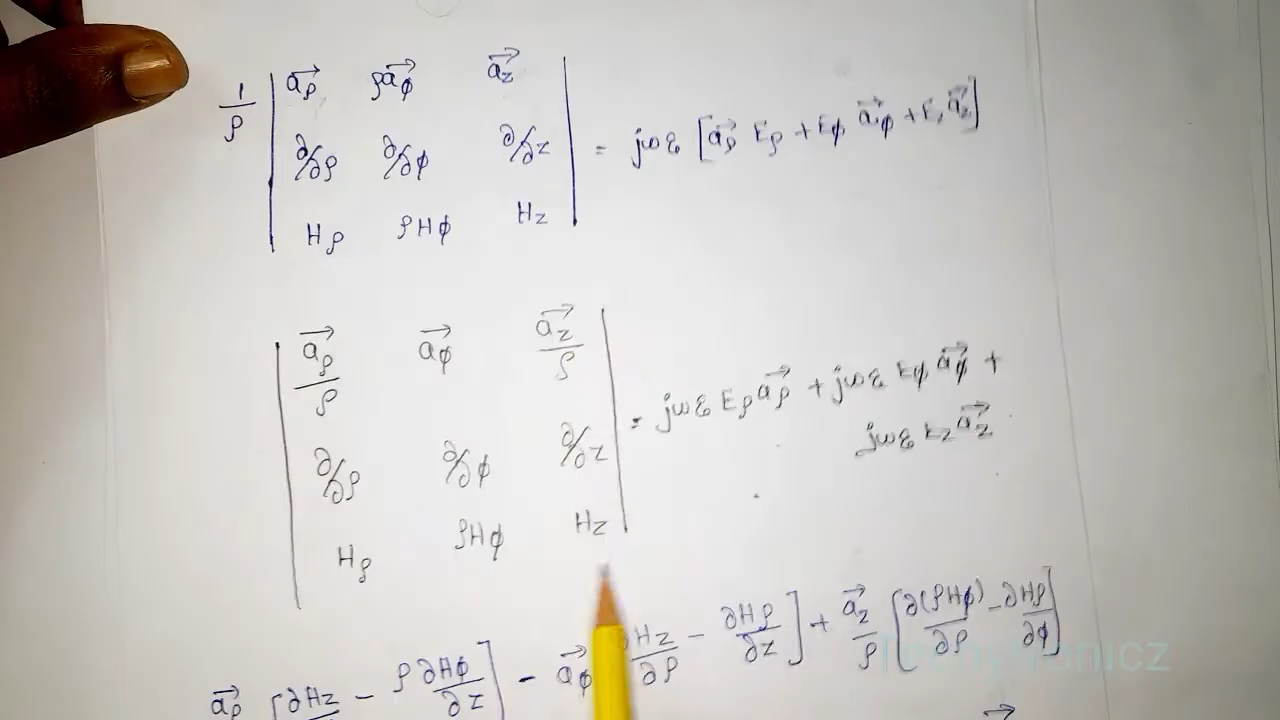 1/ρ | a⃗ρ ρa⃗ϕ a⃗z |
| ∂/∂ρ ∂/∂ϕ ∂/∂z | = jωε [a⃗ρ Eρ + Eϕ a⃗ϕ + Ez a⃗z]
| Hρ ρHϕ Hz |
| a⃗ρ/ρ a⃗ϕ a⃗z/ρ |
| ∂/∂ρ ∂/∂ϕ ∂/∂z | = jωε Eρ a⃗ρ + jωε Eϕ a⃗ϕ +
jωε Ez a⃗z
| Hρ ρHϕ Hz |
a⃗ρ [∂Hz − ρ ∂Hϕ/∂z] − a⃗ϕ ∂Hz/∂ρ − ∂Hρ/∂z] + a⃗z/ρ [∂(ρHϕ)/∂ρ − ∂Hρ/∂ϕ]